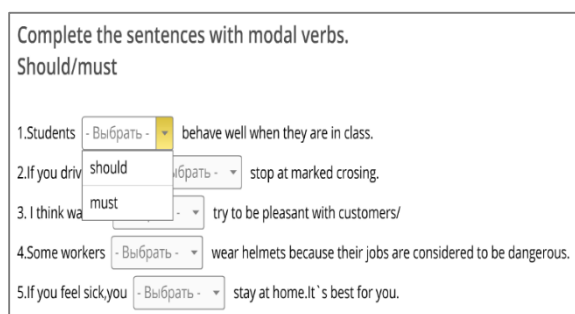 Complete the sentences with modal verbs.
Should/must
1.Students - Выбрать - behave well when they are in class.
should
2.If you driv ыбрать - stop at marked crosing.
must
3. I think wa - try to be pleasant with customers/
4.Some workers - Выбрать - wear helmets because their jobs are considered to be dangerous.
5.If you feel sick,you - Выбрать - stay at home.It`s best for you.